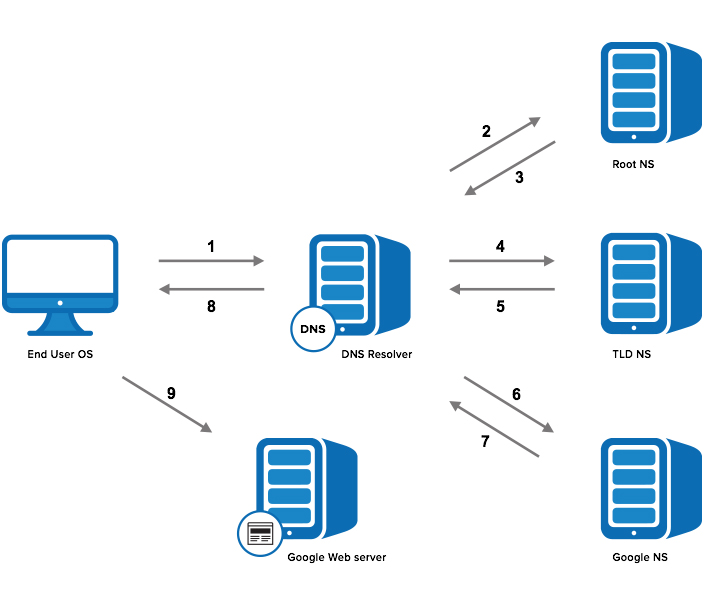 2
3
Root NS
1
8
4
5
DNS
End User OS
DNS Resolver
TLD NS
9
6
7
Google Web server
Google NS